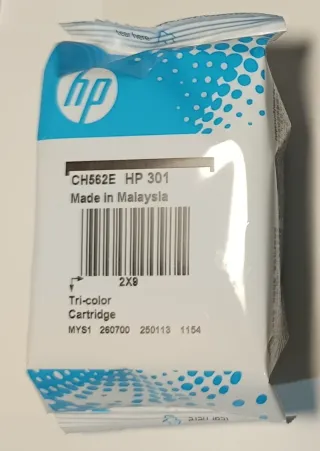 hp
CH562E HP 301
Made in Malaysia
2X9
Tri-color
Cartridge
MYS1 260700 250113 1154